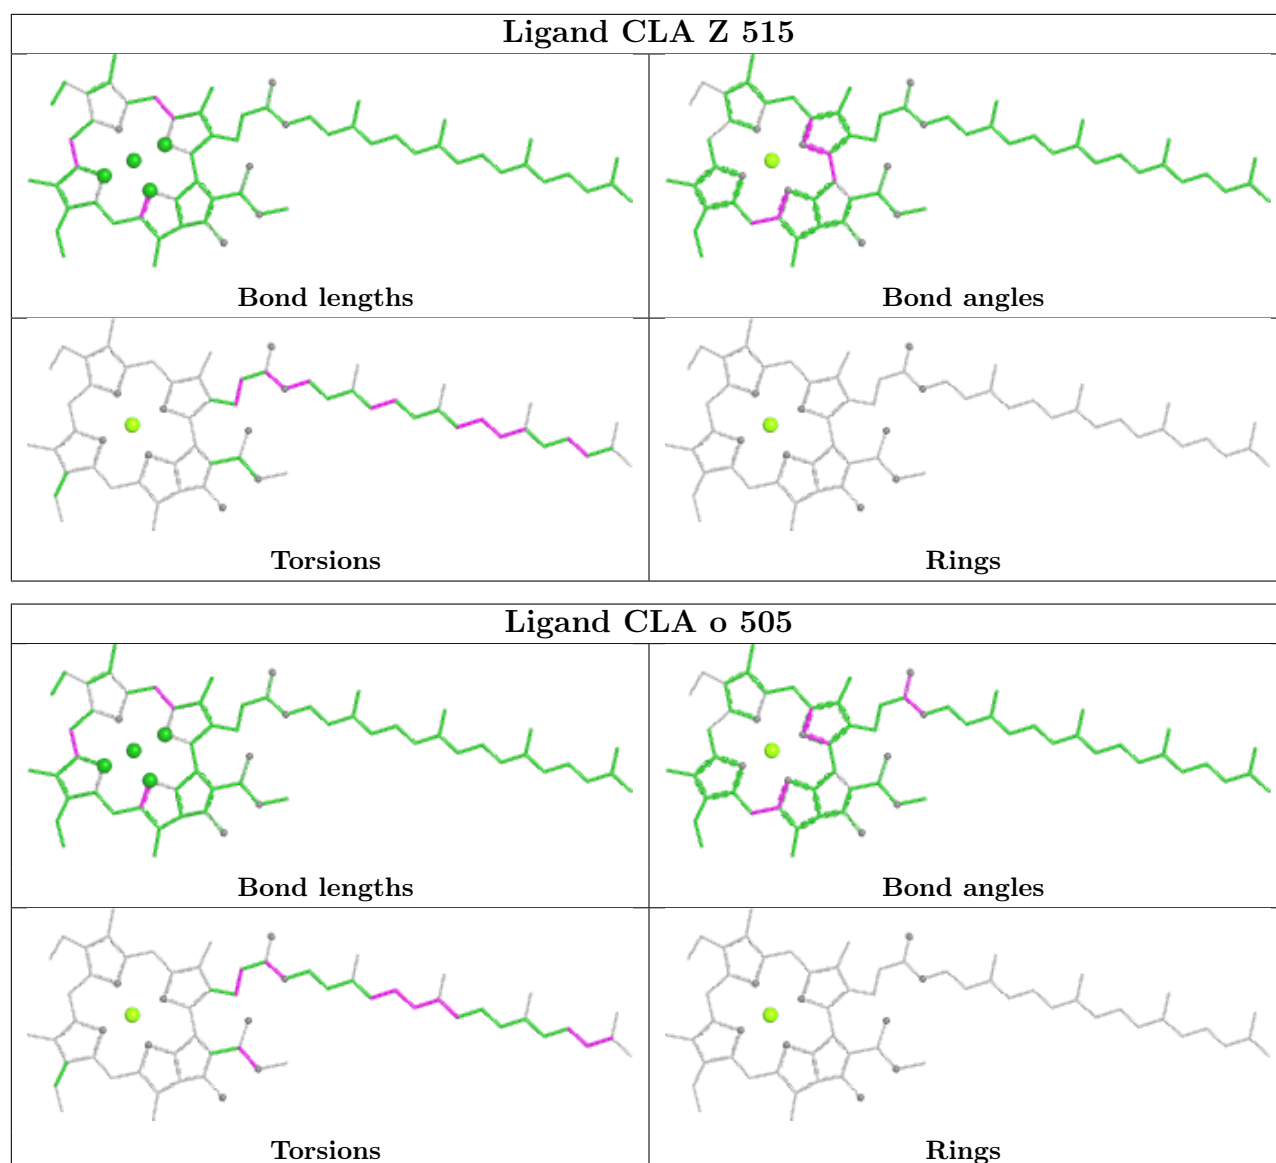 Ligand CLA Z 515
Bond lengths
Bond angles
Torsions
Rings
Ligand CLA o 505
Bond lengths
Bond angles
Torsions
Rings